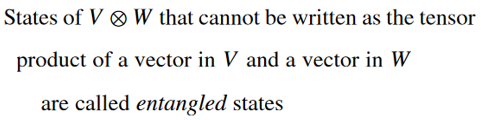 States of V ⊗ W that cannot be written as the tensor
product of a vector in V and a vector in W
are called entangled states